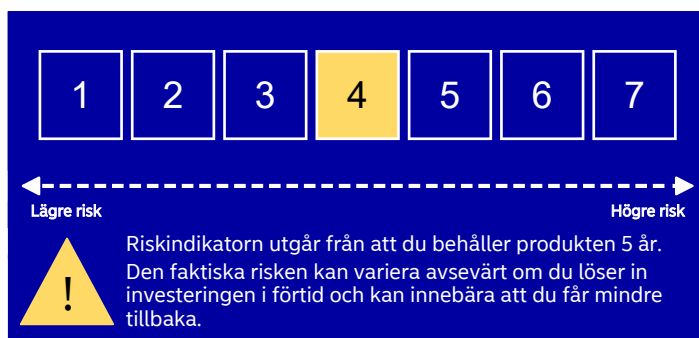 1 2 3 4 5 6 7
Lägre risk Högre risk
Riskindikatorn utgår från att du behåller produkten 5 år.
Den faktiska risken kan variera avsevärt om du löser in
investeringen i förtid och kan innebära att du får mindre
tillbaka.
!